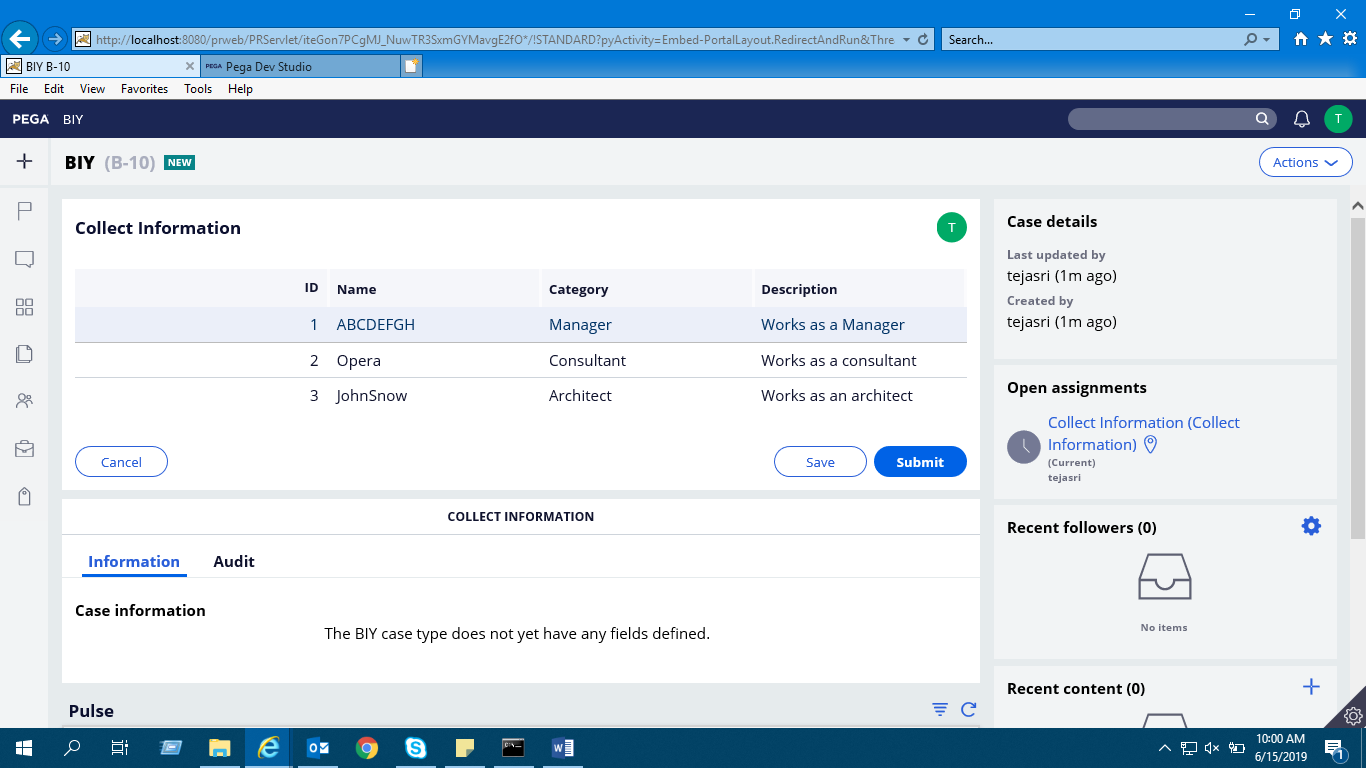 http://localhost:8080/prweb/PRServlet/iteGon7PCgMJ_NuwTR3SxmGYMavgE2fO*/!STANDARD?pyActivity=Embed-PortalLayout.RedirectAndRun&Thre
Search...
BIY B-10
PEGA Pega Dev Studio
File Edit View Favorites Tools Help
PEGA BIY
T
BIY (B-10) NEW
Actions
Collect Information
T
ID Name Category Description
1 ABCDEFGH Manager Works as a Manager
2 Opera Consultant Works as a consultant
3 JohnSnow Architect Works as an architect
Cancel Save Submit
COLLECT INFORMATION
Information Audit
Case information
The BIY case type does not yet have any fields defined.
Pulse
Case details
Last updated by
tejasri (1m ago)
Created by
tejasri (1m ago)
Open assignments
Collect Information (Collect
Information)
(Current)
tejasri
Recent followers (0)
No items
Recent content (0)
10:00 AM
6/15/2019
1